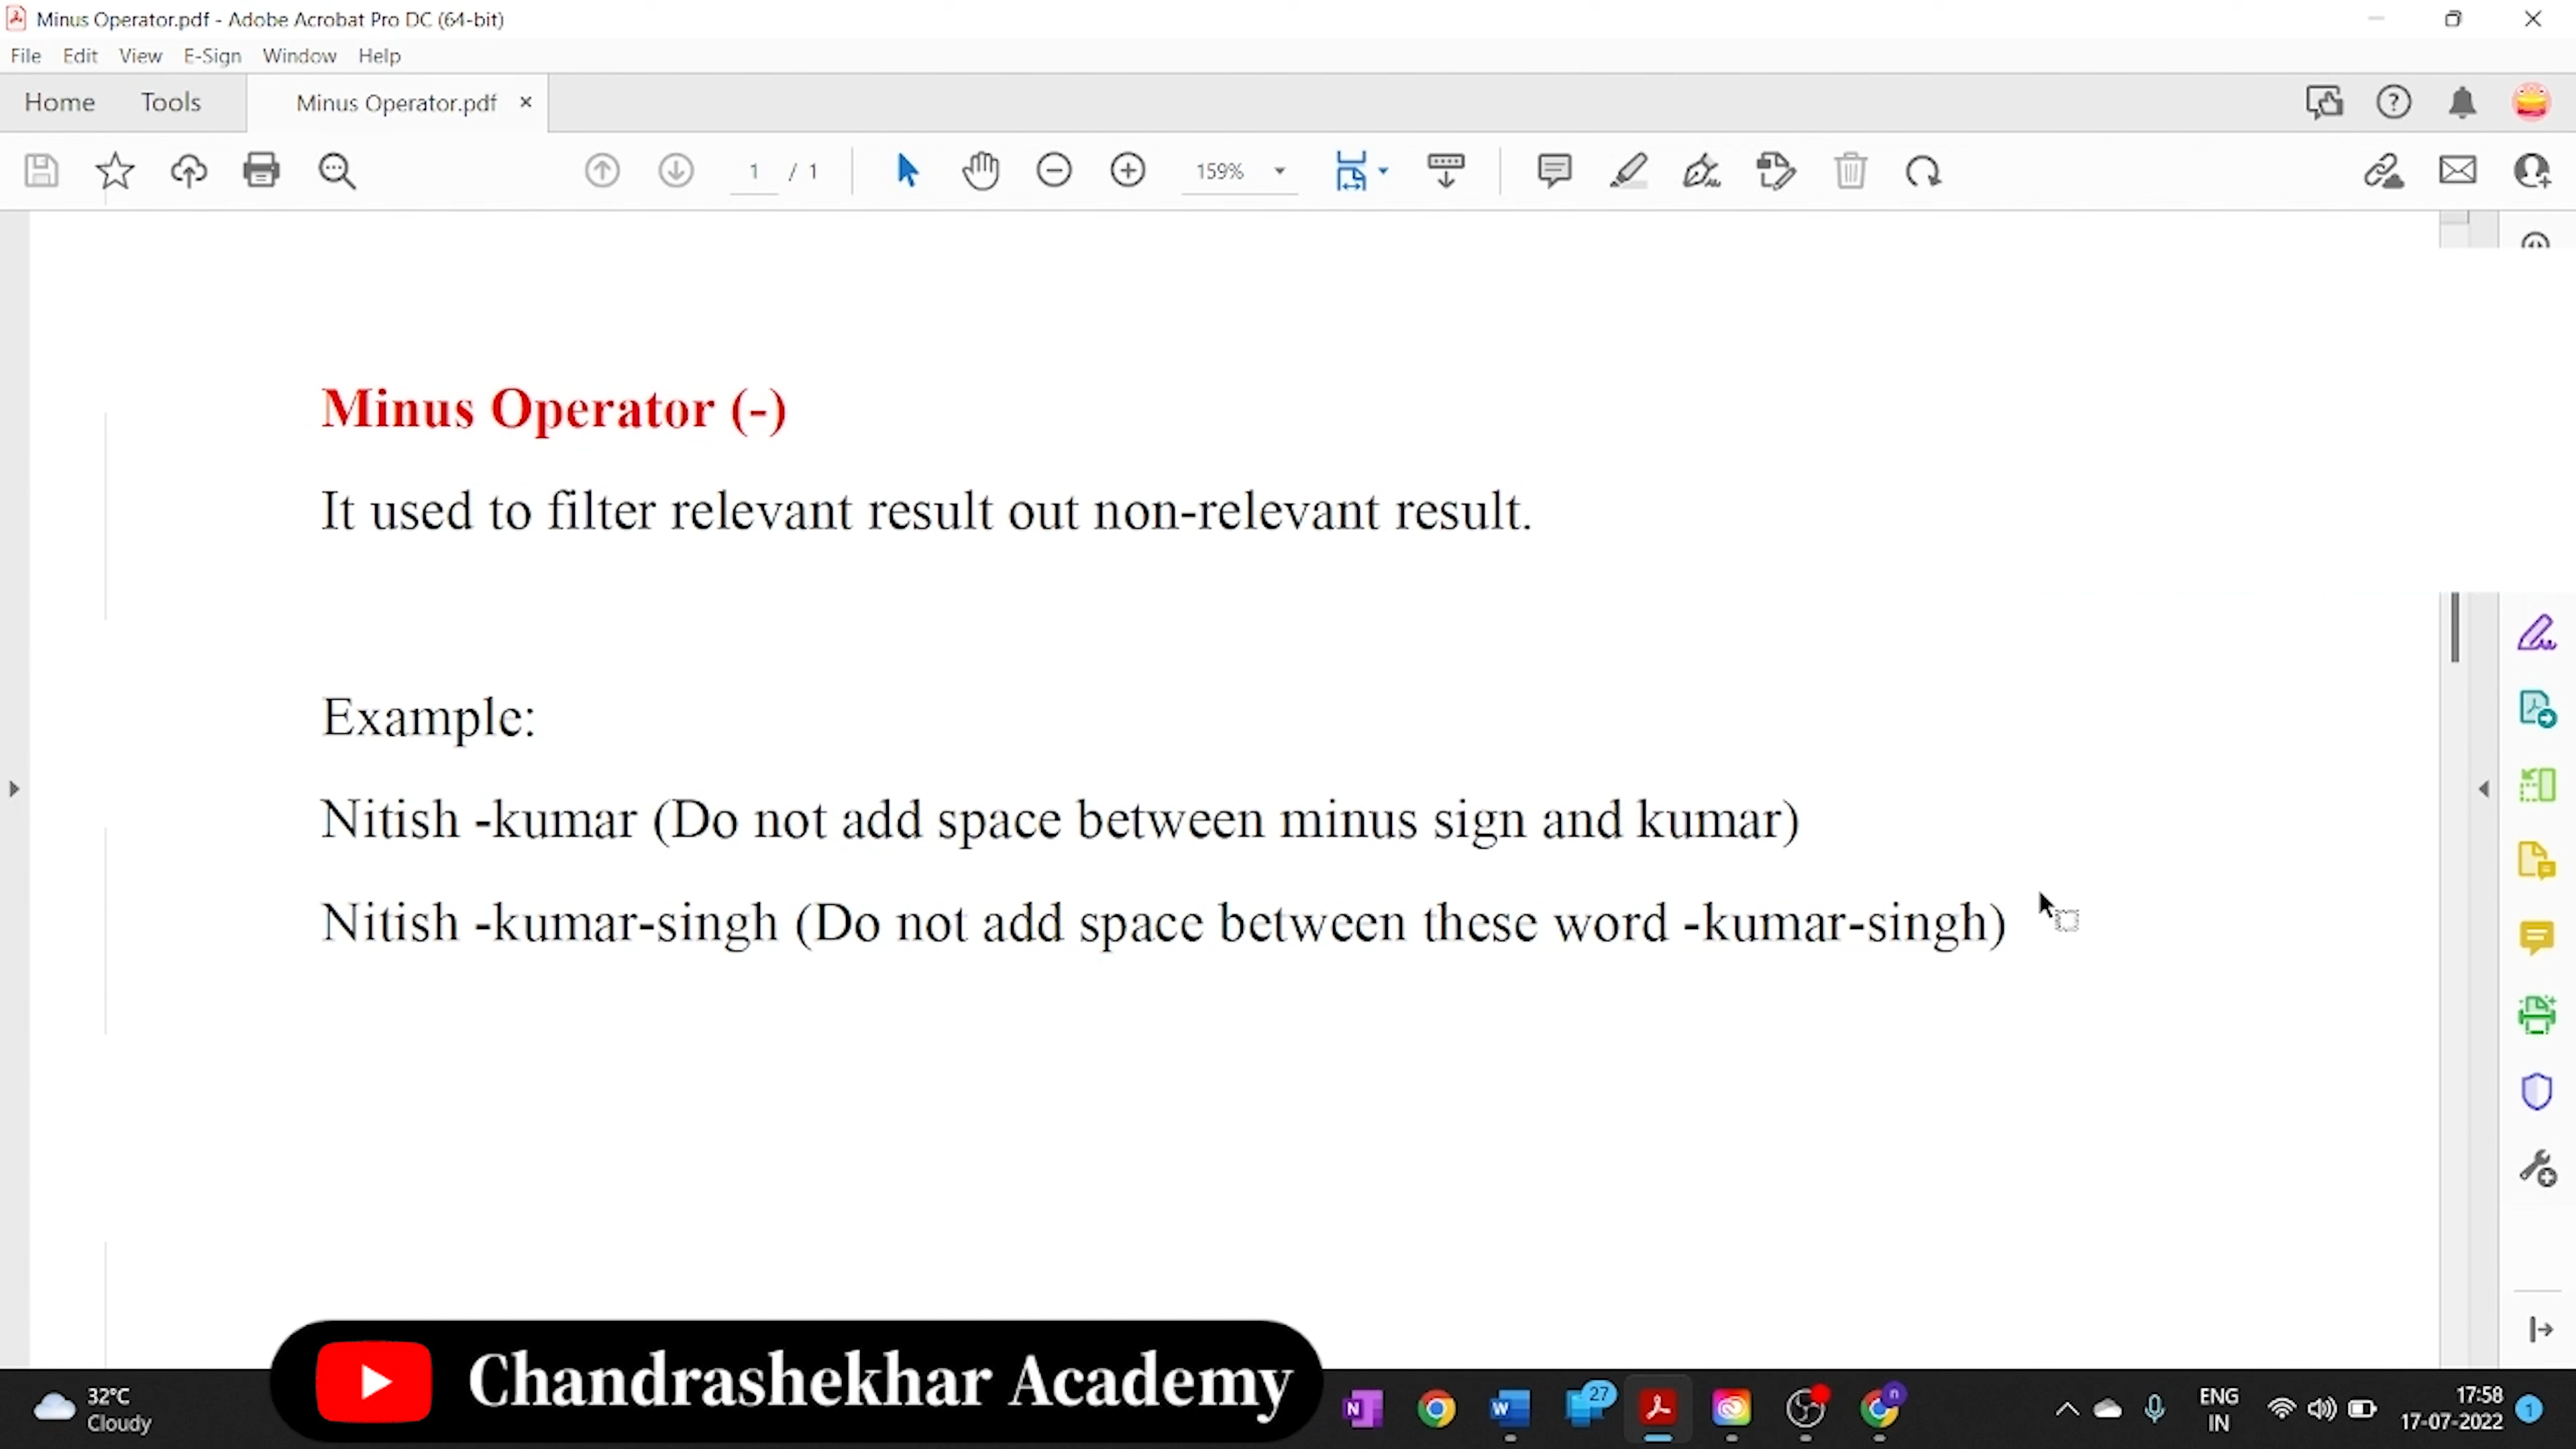 Minus Operator.pdf - Adobe Acrobat Pro DC (64-bit)
File Edit View E-Sign Window Help
Home Tools Minus Operator.pdf ×
1 / 1 159%
Minus Operator (-)
It used to filter relevant result out non-relevant result.
Example:
Nitish -kumar (Do not add space between minus sign and kumar)
Nitish -kumar-singh (Do not add space between these word -kumar-singh)
Chandrashekhar Academy
32°C
Cloudy
27
n
ENG
IN
17:58
17-07-2022
1